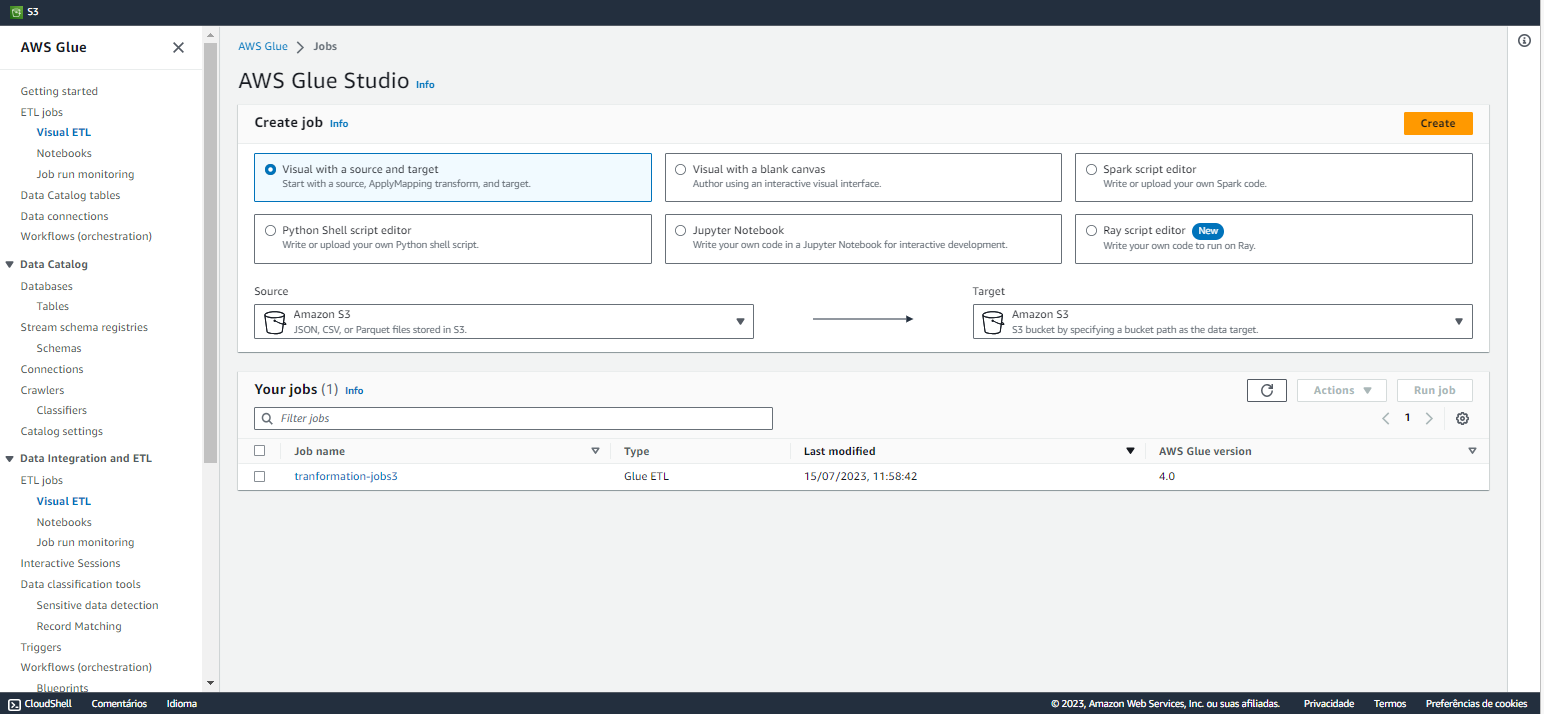 S3
AWS Glue
Getting started
ETL jobs
Visual ETL
Notebooks
Job run monitoring
Data Catalog tables
Data connections
Workflows (orchestration)
Data Catalog
Databases
Tables
Stream schema registries
Schemas
Connections
Crawlers
Classifiers
Catalog settings
Data Integration and ETL
ETL jobs
Visual ETL
Notebooks
Job run monitoring
Interactive Sessions
Data classification tools
Sensitive data detection
Record Matching
Triggers
Workflows (orchestration)
Blueprints
AWS Glue > Jobs
AWS Glue Studio Info
Create job Info
Create
Visual with a source and target
Start with a source, ApplyMapping transform, and target.
Visual with a blank canvas
Author using an interactive visual interface.
Spark script editor
Write or upload your own Spark code.
Python Shell script editor
Write or upload your own Python shell script.
Jupyter Notebook
Write your own code in a Jupyter Notebook for interactive development.
Ray script editor New
Write your own code to run on Ray.
Source
Amazon S3
JSON, CSV, or Parquet files stored in S3.
Target
Amazon S3
S3 bucket by specifying a bucket path as the data target.
Your jobs (1) Info
Actions
Run job
Filter jobs
1
Job name Type Last modified AWS Glue version
tranformation-jobs3 Glue ETL 15/07/2023, 11:58:42 4.0
CloudShell Comentários Idioma
© 2023, Amazon Web Services, Inc. ou suas afiliadas. Privacidade Termos Preferências de cookies